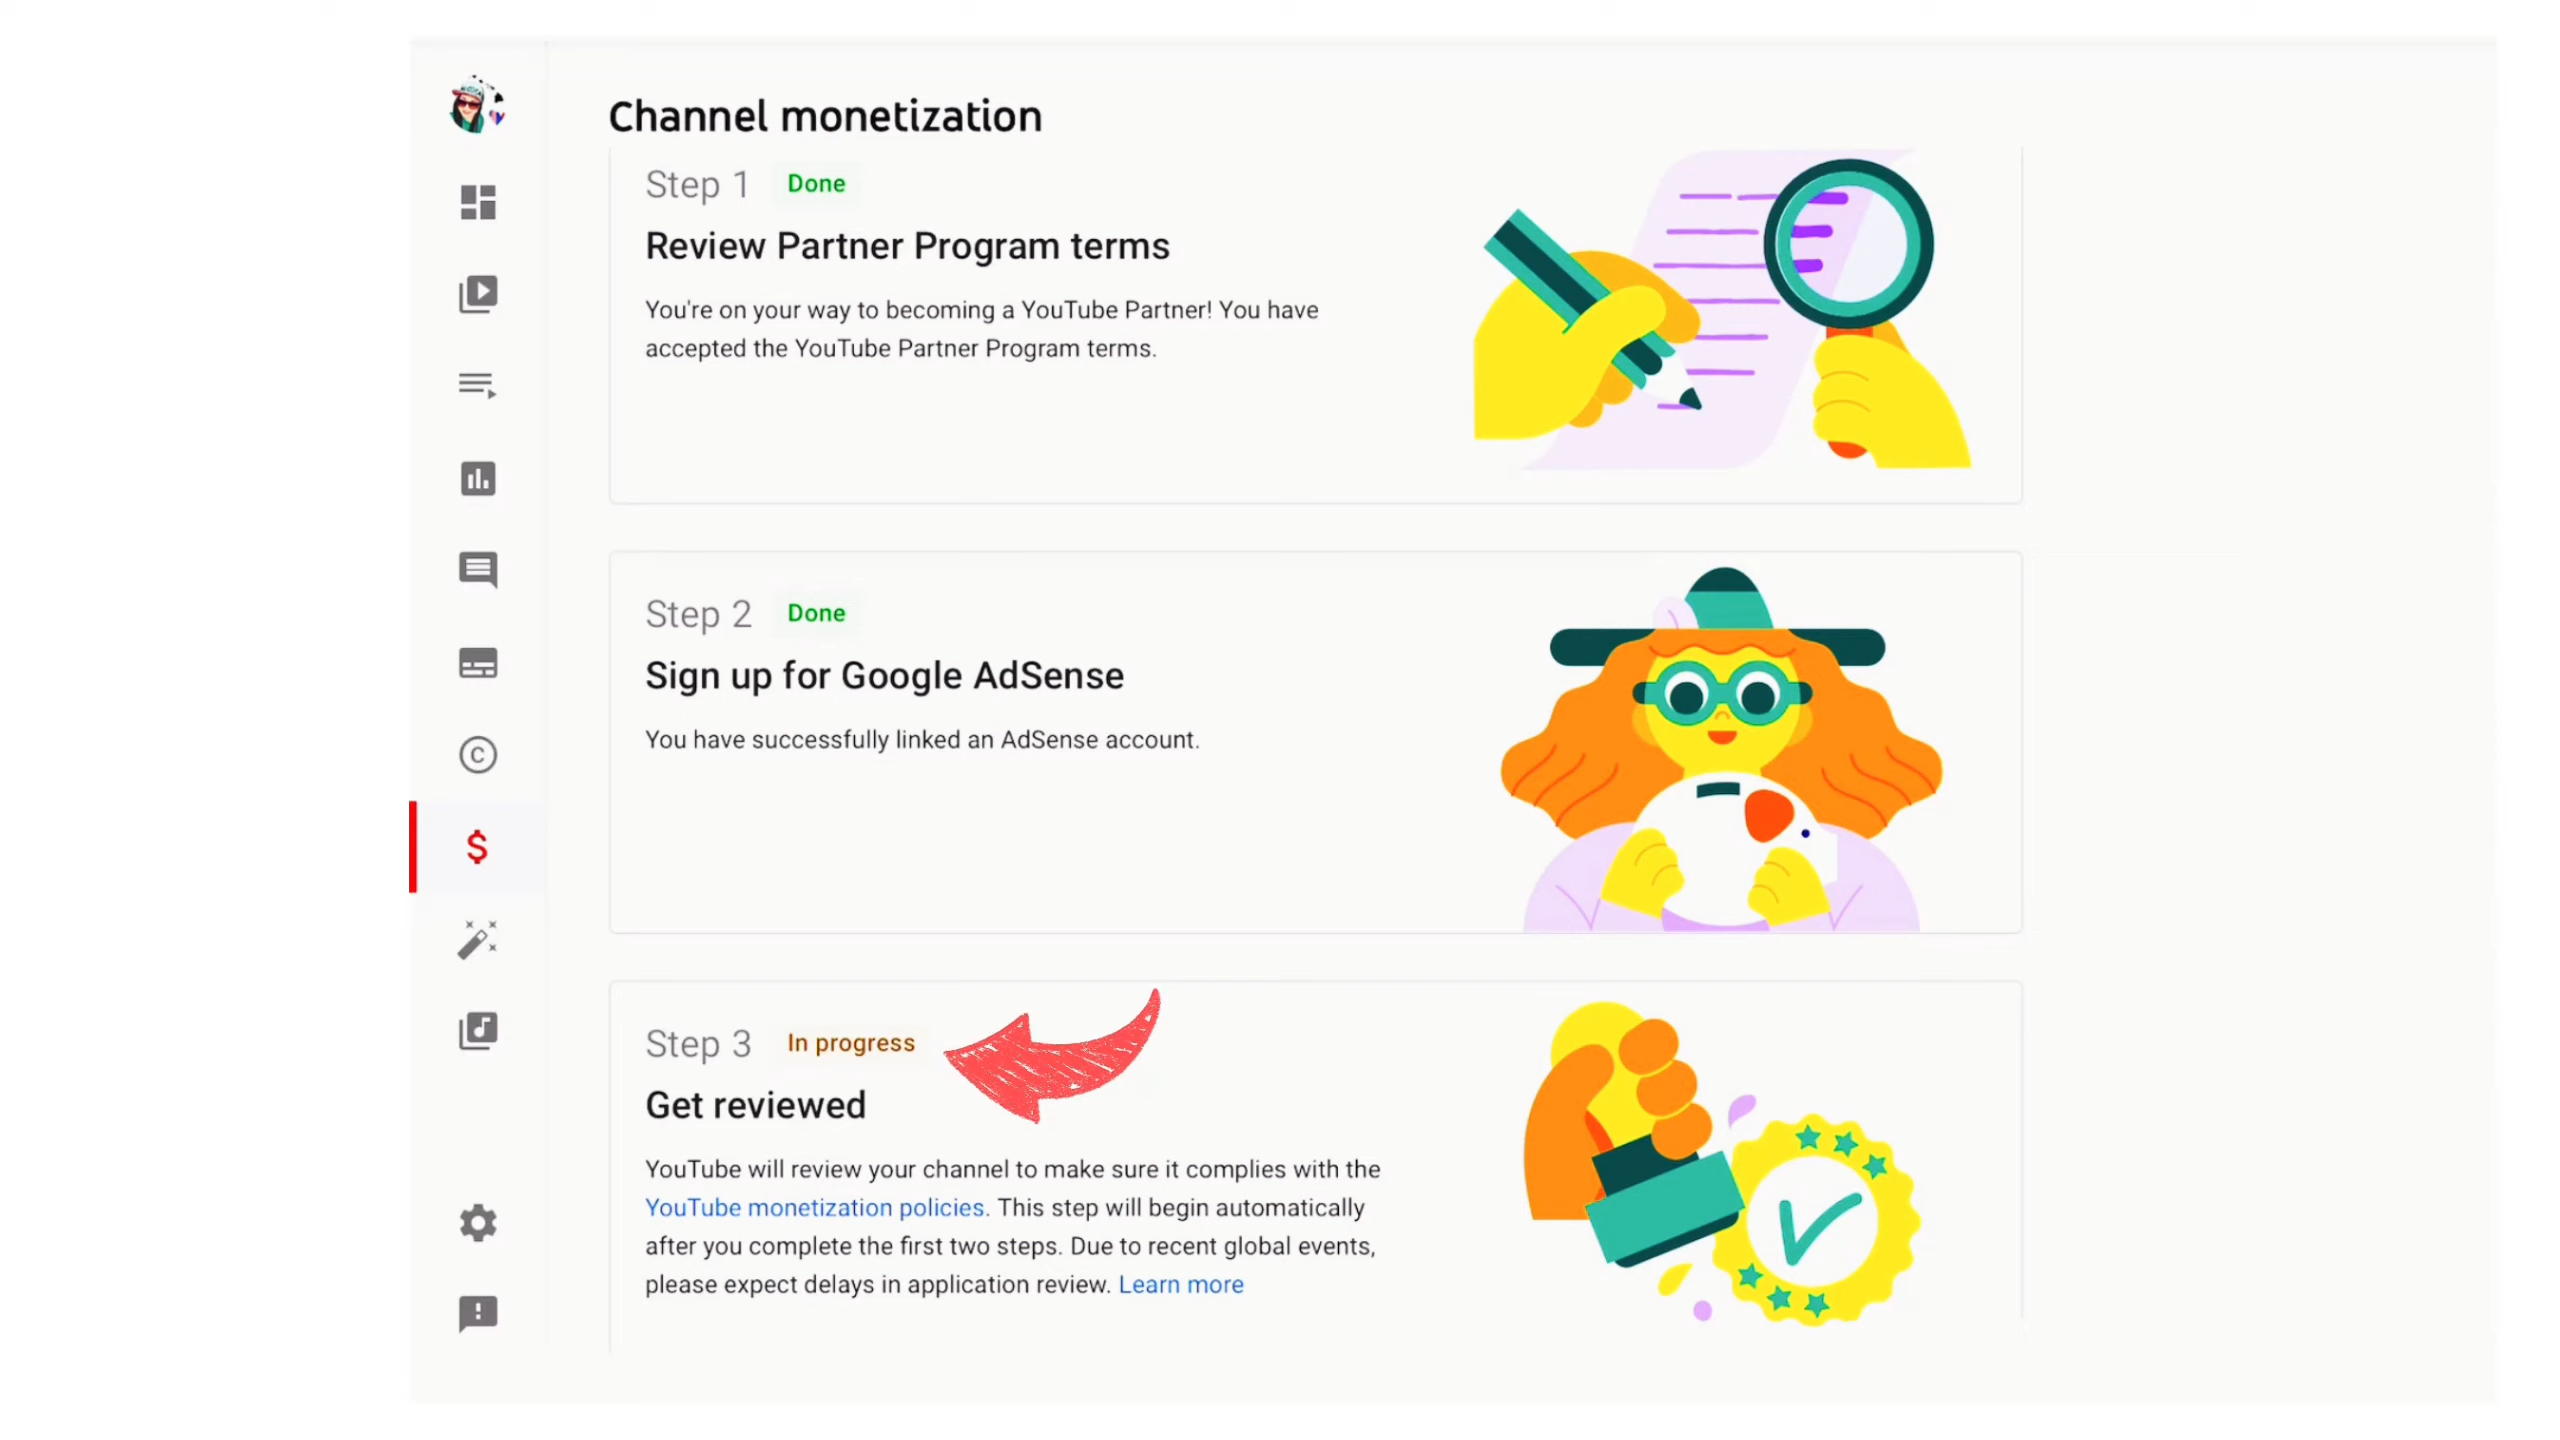 Channel monetization
Step 1 Done
Review Partner Program terms
You're on your way to becoming a YouTube Partner! You have
accepted the YouTube Partner Program terms.
Step 2 Done
Sign up for Google AdSense
You have successfully linked an AdSense account.
Step 3 In progress
Get reviewed
YouTube will review your channel to make sure it complies with the
YouTube monetization policies. This step will begin automatically
after you complete the first two steps. Due to recent global events,
please expect delays in application review. Learn more